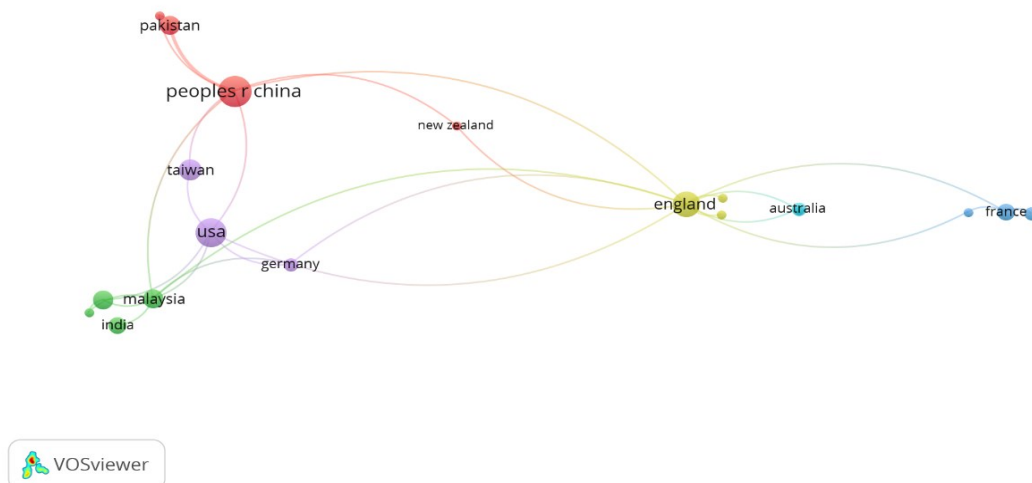 pakistan
peoples r china
new zealand
taiwan
england
australia
france
usa
germany
malaysia
india
VOSviewer